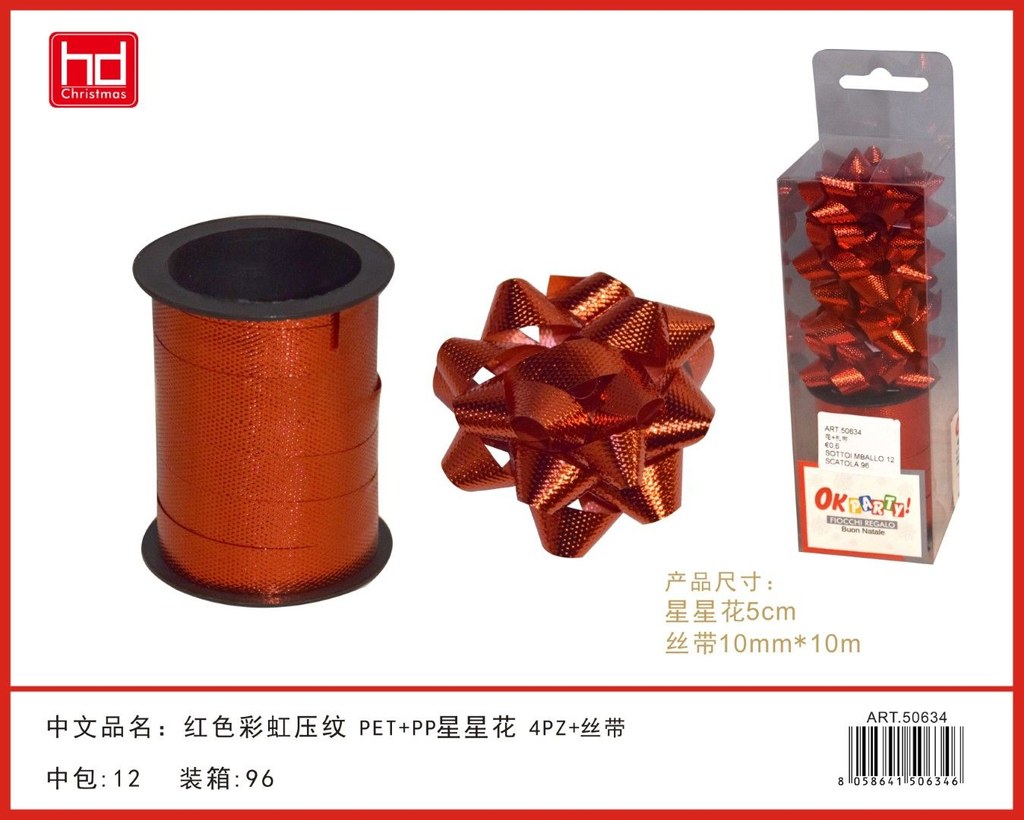 hd
Christmas
ART.50634
花+扎带
€0.6
SOTTOI MBALLO 12
SCATOLA 96
OK PARTY!
FIOCCHI REGALO
Buon Natale
产品尺寸：
星星花5cm
丝带10mm*10m
中文品名：红色彩虹压纹 PET+PP星星花 4PZ+丝带
中包:12 装箱:96
ART.50634
8 058641 506346